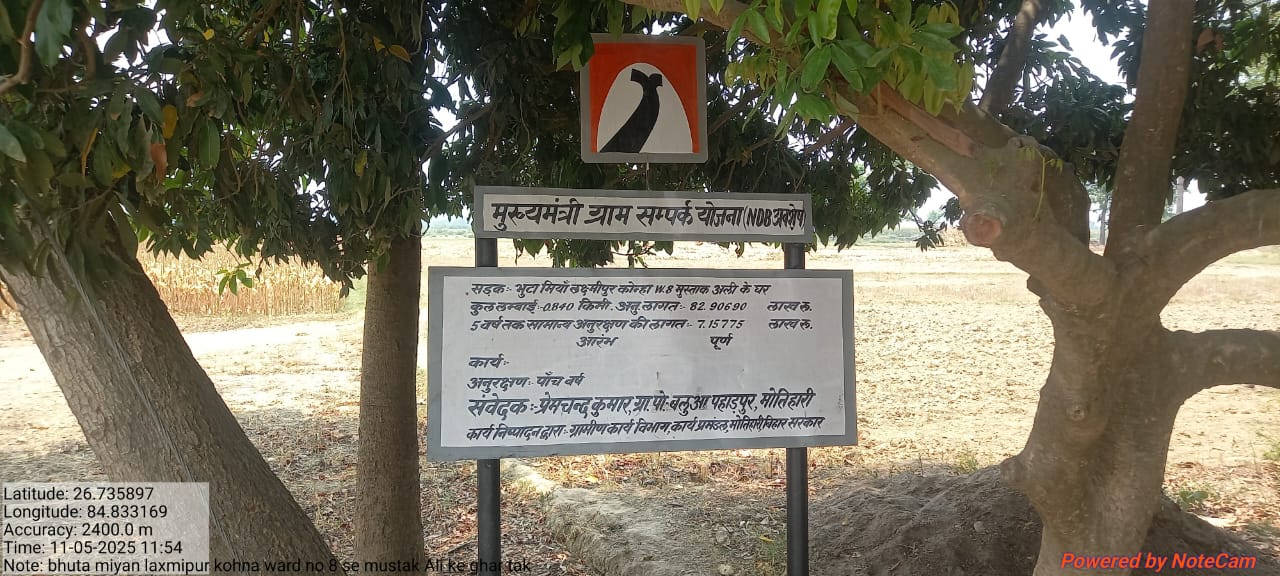 मुख्यमंत्री ग्राम सम्पर्क योजना(NDB अवशेष)
सड़क:- भुटा मियाँ लक्ष्मीपुर कोन्हा W.8 मुस्ताक अली के घर
कुल लम्बाई:-0.840 किमी. अनु. लागत:- 82.90690 लाख रु.
5 वर्ष तक सामान्य अनुरक्षण की लागत:- 7.15775 लाख रु.
आरंभ पूर्ण
कार्य:-
अनुरक्षण:- पाँच वर्ष
संवेदक:- प्रेमचन्द्र कुमार, ग्रा.पो. बलुआ पहाड़पुर, मोतिहारी
कार्य निष्पादन द्वारा:- ग्रामीण कार्य विभाग, कार्य प्रमंडल, मोतिहारी, बिहार सरकार
Latitude: 26.735897
Longitude: 84.833169
Accuracy: 2400.0 m
Time: 11-05-2025 11:54
Note: bhuta miyan laxmipur kohna ward no 8 se mustak Ali ke ghar tak
Powered by NoteCam